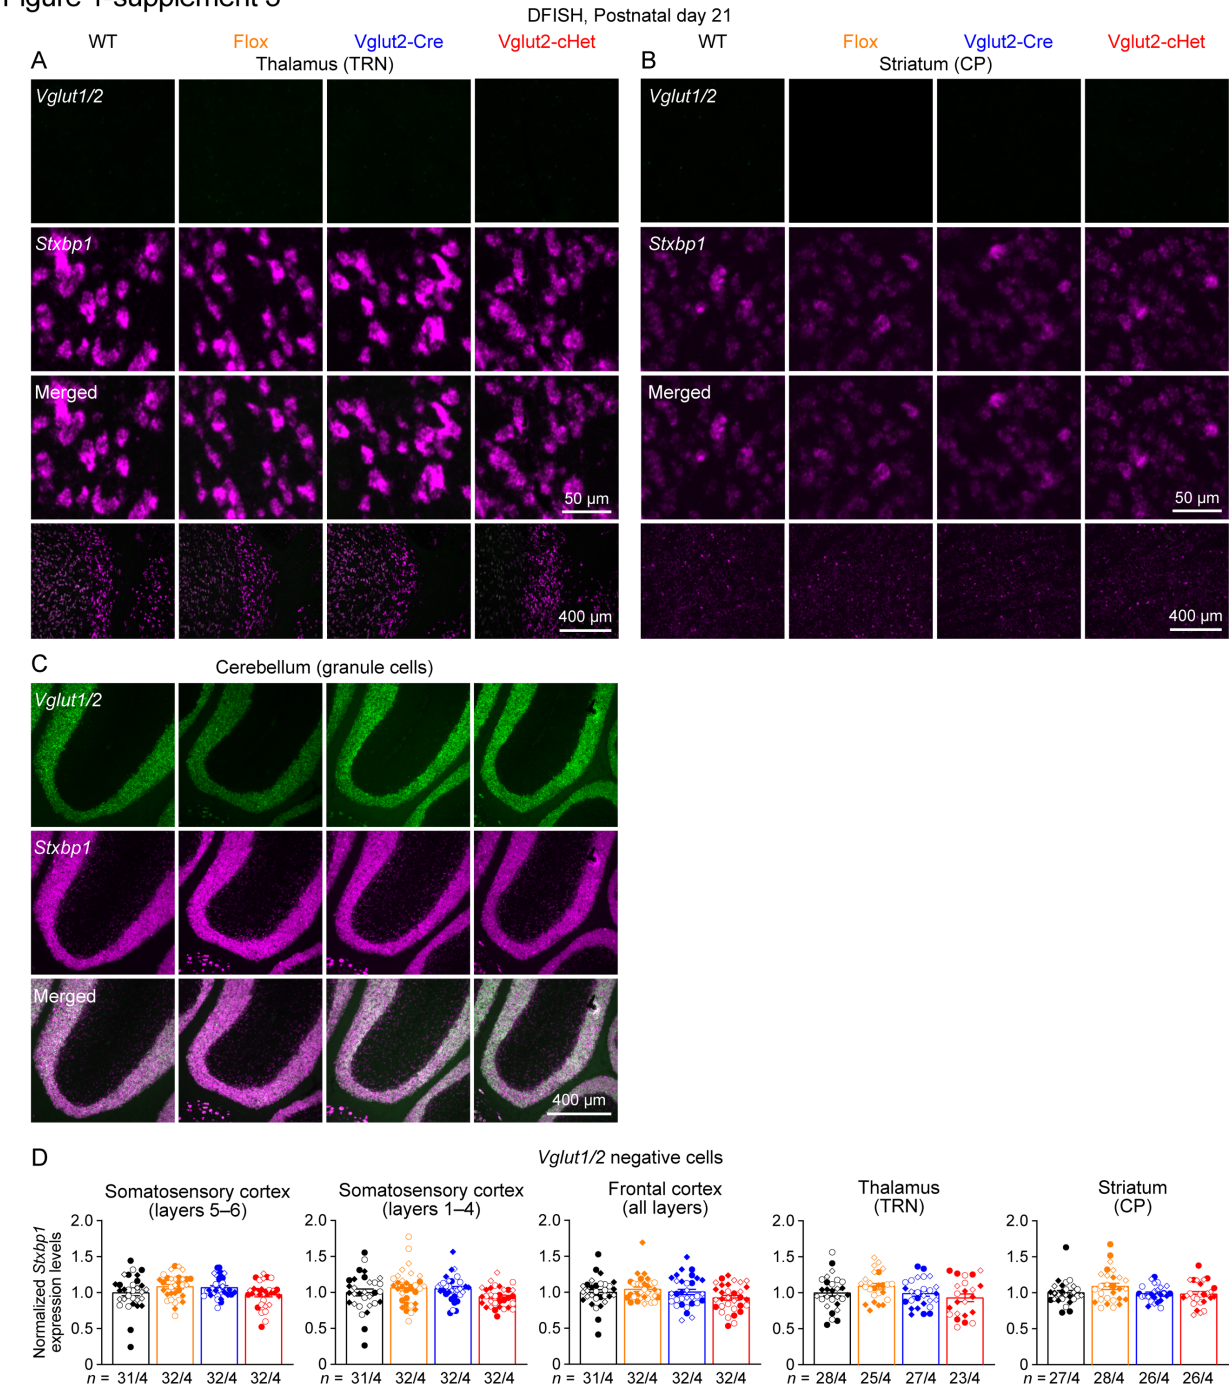 Figure 1-supplement 3
DFISH, Postnatal day 21
WT Flox Vglut2-Cre Vglut2-cHet WT Flox Vglut2-Cre Vglut2-cHet
A Thalamus (TRN) B Striatum (CP)
Vglut1/2 Vglut1/2
Stxbp1 Stxbp1
Merged Merged
50 µm 50 µm
400 µm 400 µm
C Cerebellum (granule cells)
Vglut1/2
Stxbp1
Merged
400 µm
D Vglut1/2 negative cells
Normalized Stxbp1
expression levels
Somatosensory cortex
(layers 5–6)
2.0
1.5
1.0
0.5
0
n = 31/4 32/4 32/4 32/4
Somatosensory cortex
(layers 1–4)
2.0
1.5
1.0
0.5
0
n = 31/4 32/4 32/4 32/4
Frontal cortex
(all layers)
2.0
1.5
1.0
0.5
0
n = 31/4 32/4 32/4 32/4
Thalamus
(TRN)
2.0
1.5
1.0
0.5
0
n = 28/4 25/4 27/4 23/4
Striatum
(CP)
2.0
1.5
1.0
0.5
0
n = 27/4 28/4 26/4 26/4